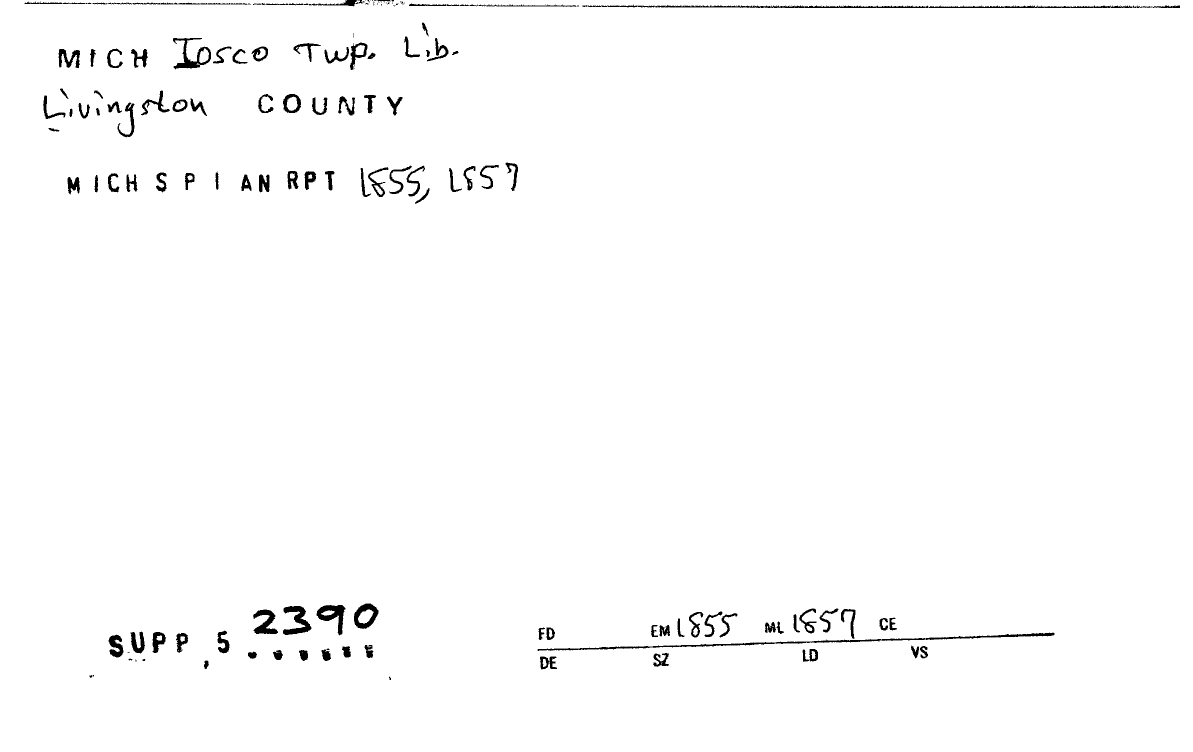 MICH Iosco Twp. Lib.
Livingston COUNTY
MICH S P I AN RPT 1855, 1857
SUPP, 5 2390
FD EM 1855 ML 1857 CE
DE SZ LD VS